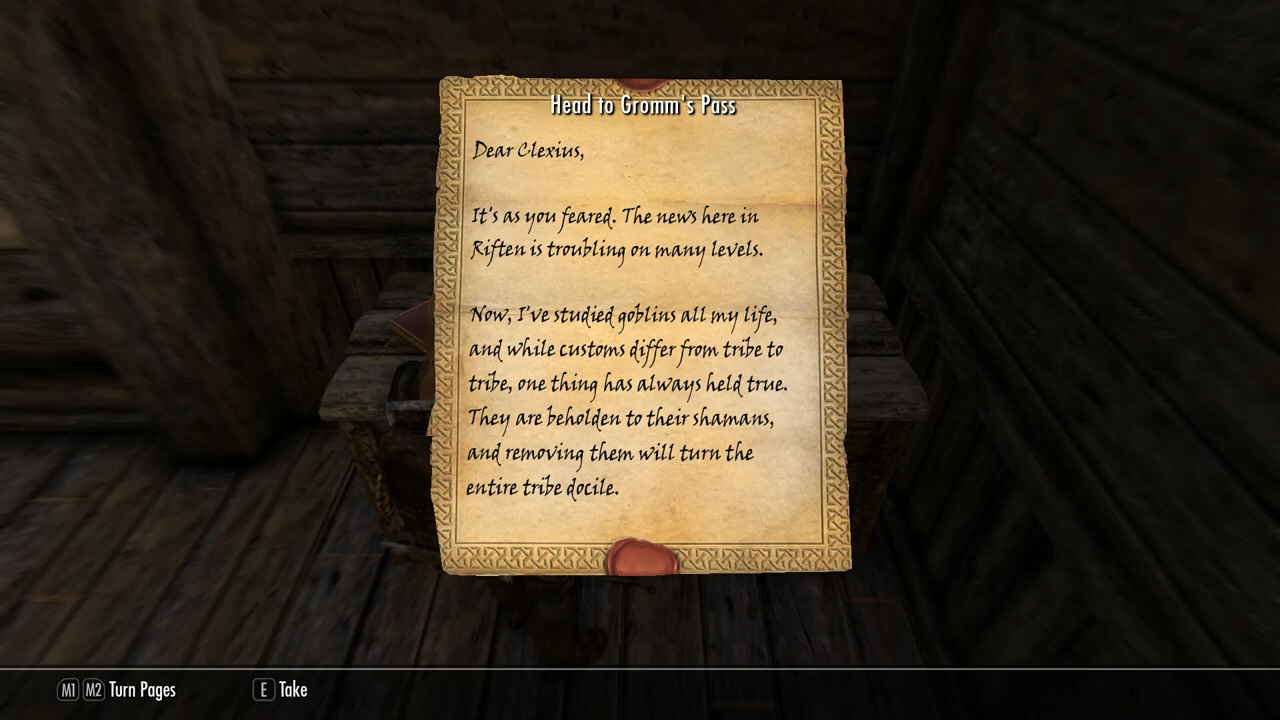 Head to Gromm's Pass
Dear Clexius,
It's as you feared. The news here in
Riften is troubling on many levels.
Now, I've studied goblins all my life,
and while customs differ from tribe to
tribe, one thing has always held true.
They are beholden to their shamans,
and removing them will turn the
entire tribe docile.
M1 M2 Turn Pages
E Take